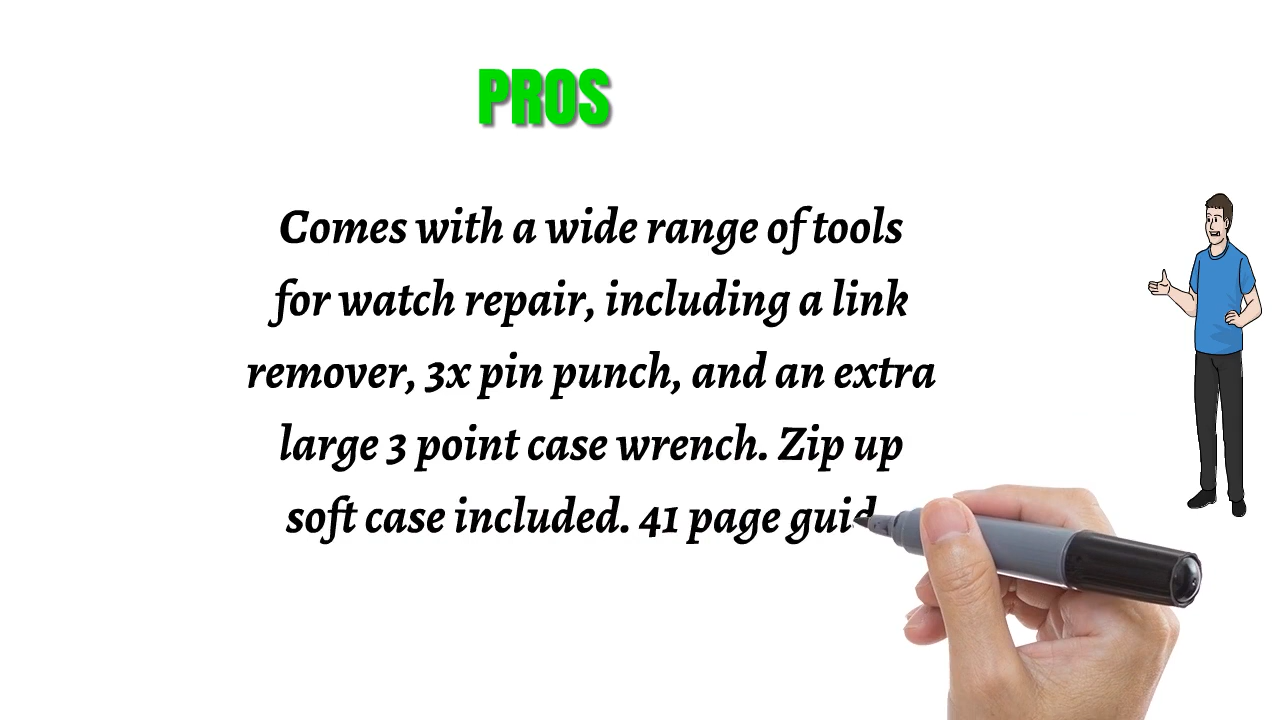 PROS
Comes with a wide range of tools
for watch repair, including a link
remover, 3x pin punch, and an extra
large 3 point case wrench. Zip up
soft case included. 41 page guid